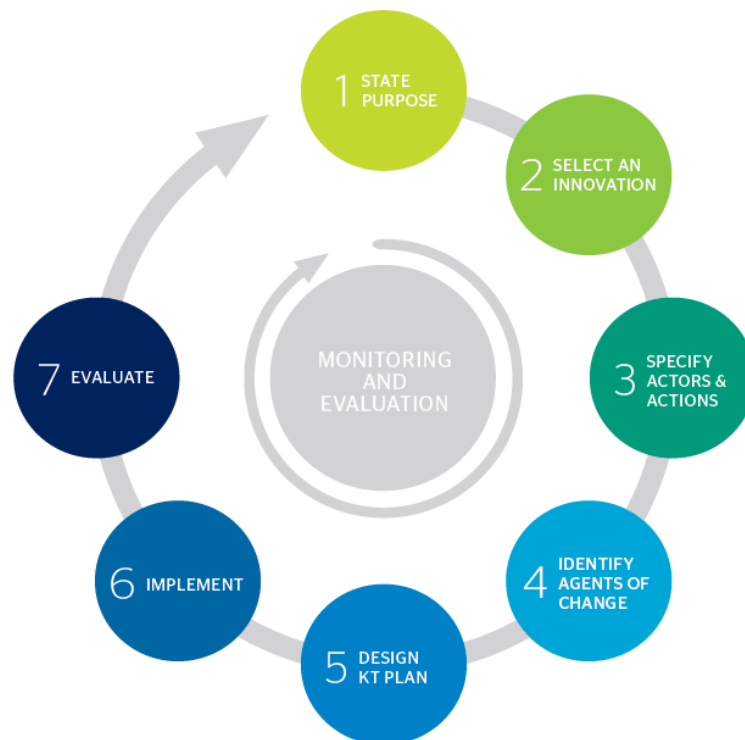 1 STATE
PURPOSE
2 SELECT AN
INNOVATION
3 SPECIFY
ACTORS &
ACTIONS
4 IDENTIFY
AGENTS OF
CHANGE
5 DESIGN
KT PLAN
6 IMPLEMENT
7 EVALUATE
MONITORING
AND
EVALUATION